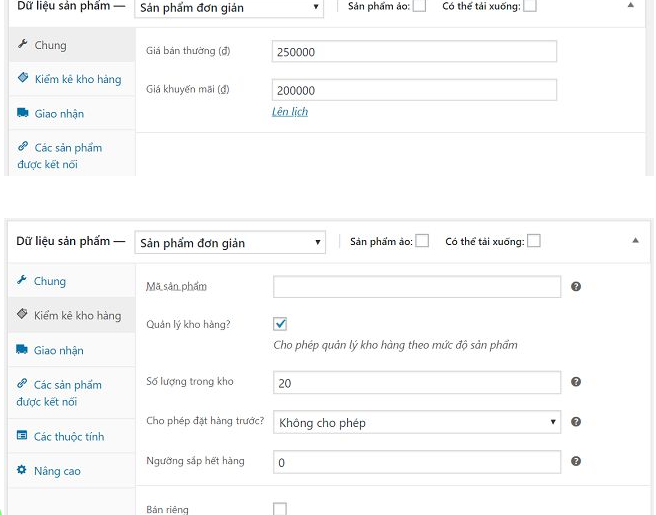 Dữ liệu sản phẩm — Sản phẩm đơn giản Sản phẩm ảo: Có thể tải xuống:
Chung
Giá bán thường (₫) 250000
Kiểm kê kho hàng
Giá khuyến mãi (₫) 200000
Lên lịch
Giao nhận
Các sản phẩm
được kết nối
Dữ liệu sản phẩm — Sản phẩm đơn giản Sản phẩm ảo: Có thể tải xuống:
Chung
Mã sản phẩm
Kiểm kê kho hàng
Quản lý kho hàng?
Cho phép quản lý kho hàng theo mức độ sản phẩm
Giao nhận
Các sản phẩm
được kết nối
Số lượng trong kho 20
Các thuộc tính
Cho phép đặt hàng trước? Không cho phép
Nâng cao
Ngưỡng sắp hết hàng 0
Bán riêng